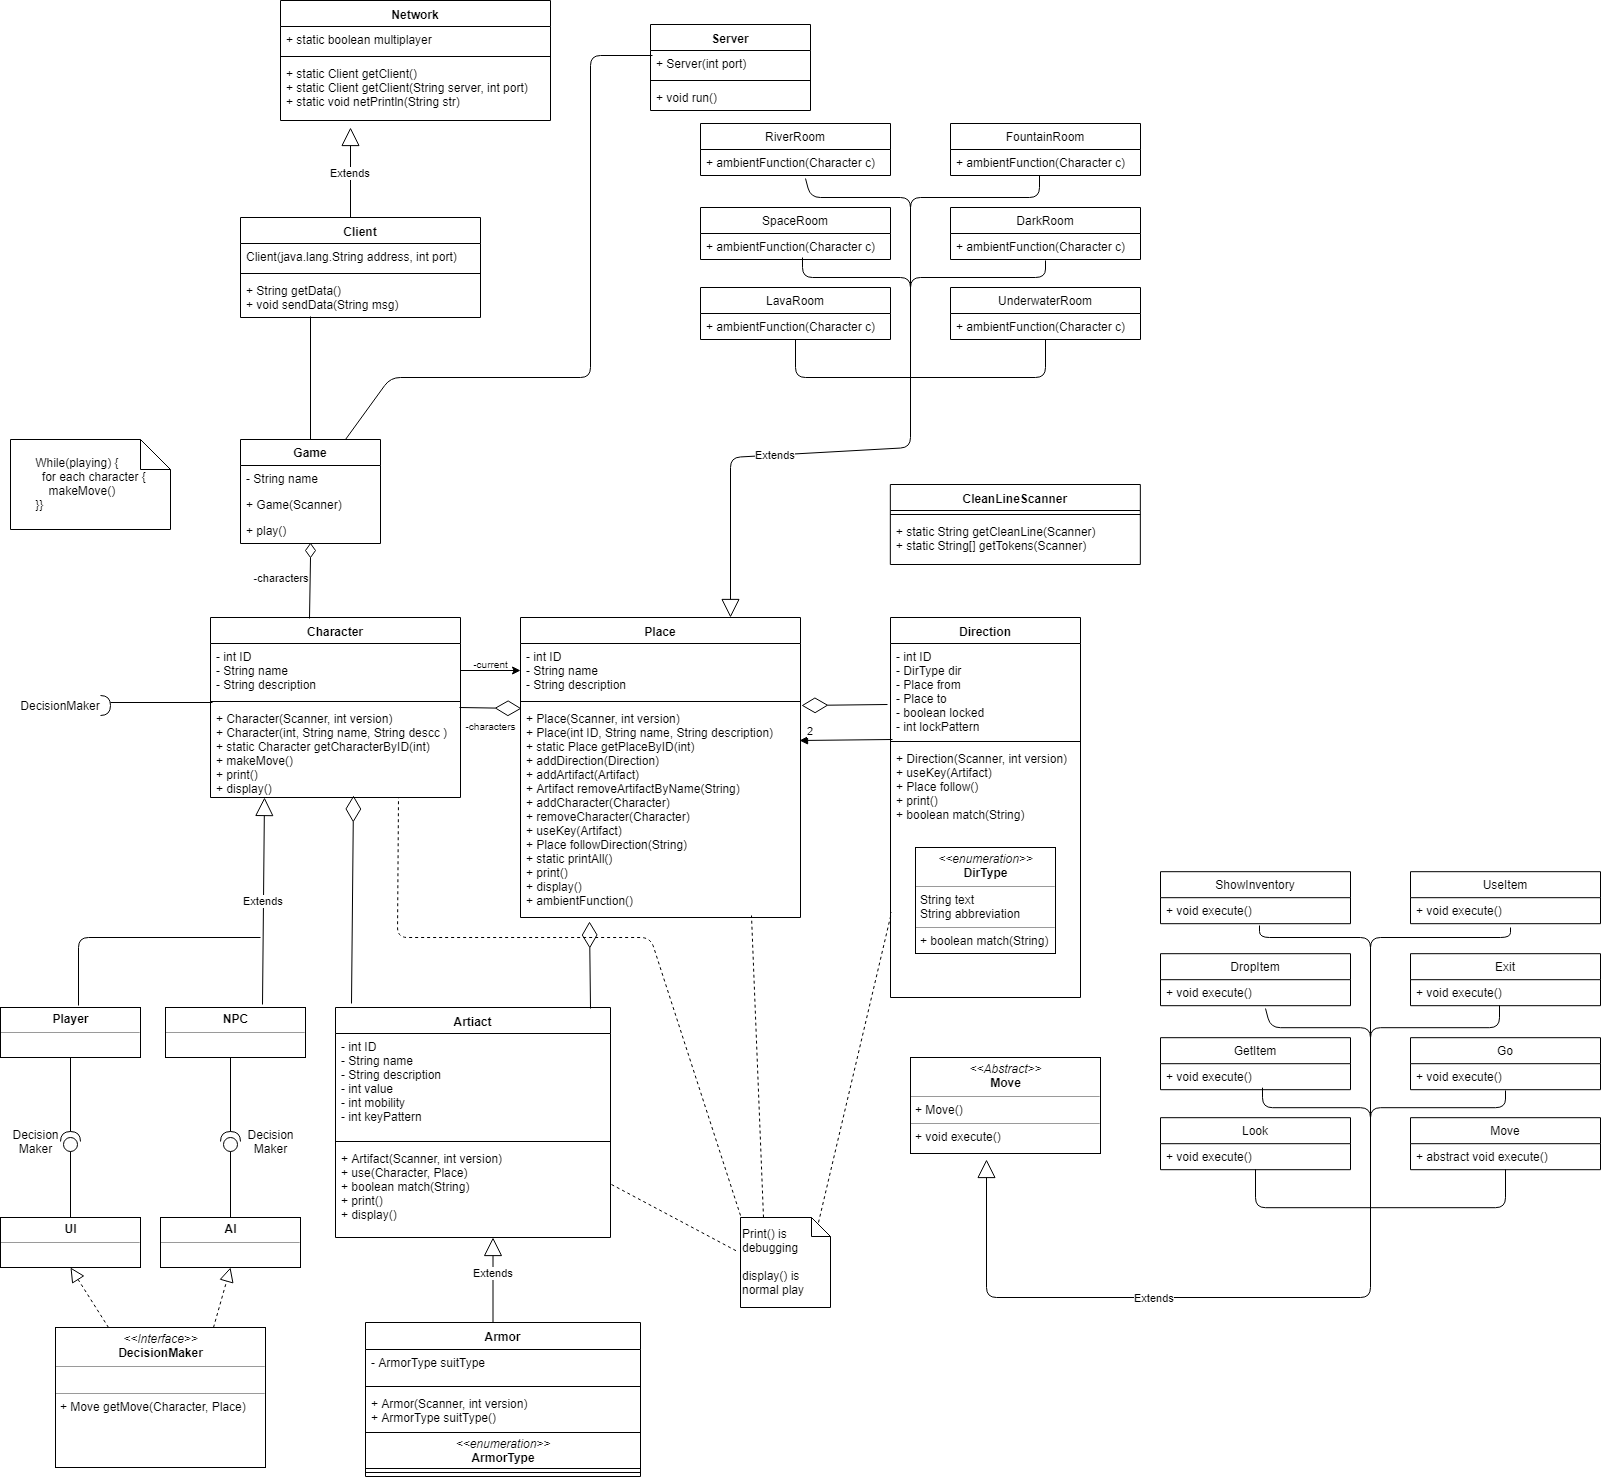 Network
+ static boolean multiplayer
+ static Client getClient()
+ static Client getClient(String server, int port)
+ static void netPrintln(String str)
Server
+ Server(int port)
+ void run()
RiverRoom
+ ambientFunction(Character c)
FountainRoom
+ ambientFunction(Character c)
Extends
SpaceRoom
+ ambientFunction(Character c)
DarkRoom
+ ambientFunction(Character c)
Client
Client(java.lang.String address, int port)
+ String getData()
+ void sendData(String msg)
LavaRoom
+ ambientFunction(Character c)
UnderwaterRoom
+ ambientFunction(Character c)
While(playing) {
for each character {
makeMove()
}}
Game
- String name
+ Game(Scanner)
+ play()
Extends
CleanLineScanner
+ static String getCleanLine(Scanner)
+ static String[] getTokens(Scanner)
-characters
Character
- int ID
- String name
- String description
+ Character(Scanner, int version)
+ Character(int, String name, String descc )
+ static Character getCharacterByID(int)
+ makeMove()
+ print()
+ display()
DecisionMaker
-current
-characters
Place
- int ID
- String name
- String description
+ Place(Scanner, int version)
+ Place(int ID, String name, String description)
+ static Place getPlaceByID(int)
+ addDirection(Direction)
+ addArtifact(Artifact)
+ Artifact removeArtifactByName(String)
+ addCharacter(Character)
+ removeCharacter(Character)
+ useKey(Artifact)
+ Place followDirection(String)
+ static printAll()
+ print()
+ display()
+ ambientFunction()
2
Direction
- int ID
- DirType dir
- Place from
- Place to
- boolean locked
- int lockPattern
+ Direction(Scanner, int version)
+ useKey(Artifact)
+ Place follow()
+ print()
+ boolean match(String)
<<enumeration>>
DirType
String text
String abbreviation
+ boolean match(String)
Extends
ShowInventory
+ void execute()
UseItem
+ void execute()
DropItem
+ void execute()
Exit
+ void execute()
GetItem
+ void execute()
Go
+ void execute()
Look
+ void execute()
Move
+ abstract void execute()
Player
NPC
Artiact
- int ID
- String name
- String description
- int value
- int mobility
- int keyPattern
+ Artifact(Scanner, int version)
+ use(Character, Place)
+ boolean match(String)
+ print()
+ display()
<<Abstract>>
Move
+ Move()
+ void execute()
Decision
Maker
Decision
Maker
UI
AI
Print() is
debugging
display() is
normal play
Extends
Extends
<<Interface>>
DecisionMaker
+ Move getMove(Character, Place)
Armor
- ArmorType suitType
+ Armor(Scanner, int version)
+ ArmorType suitType()
<<enumeration>>
ArmorType